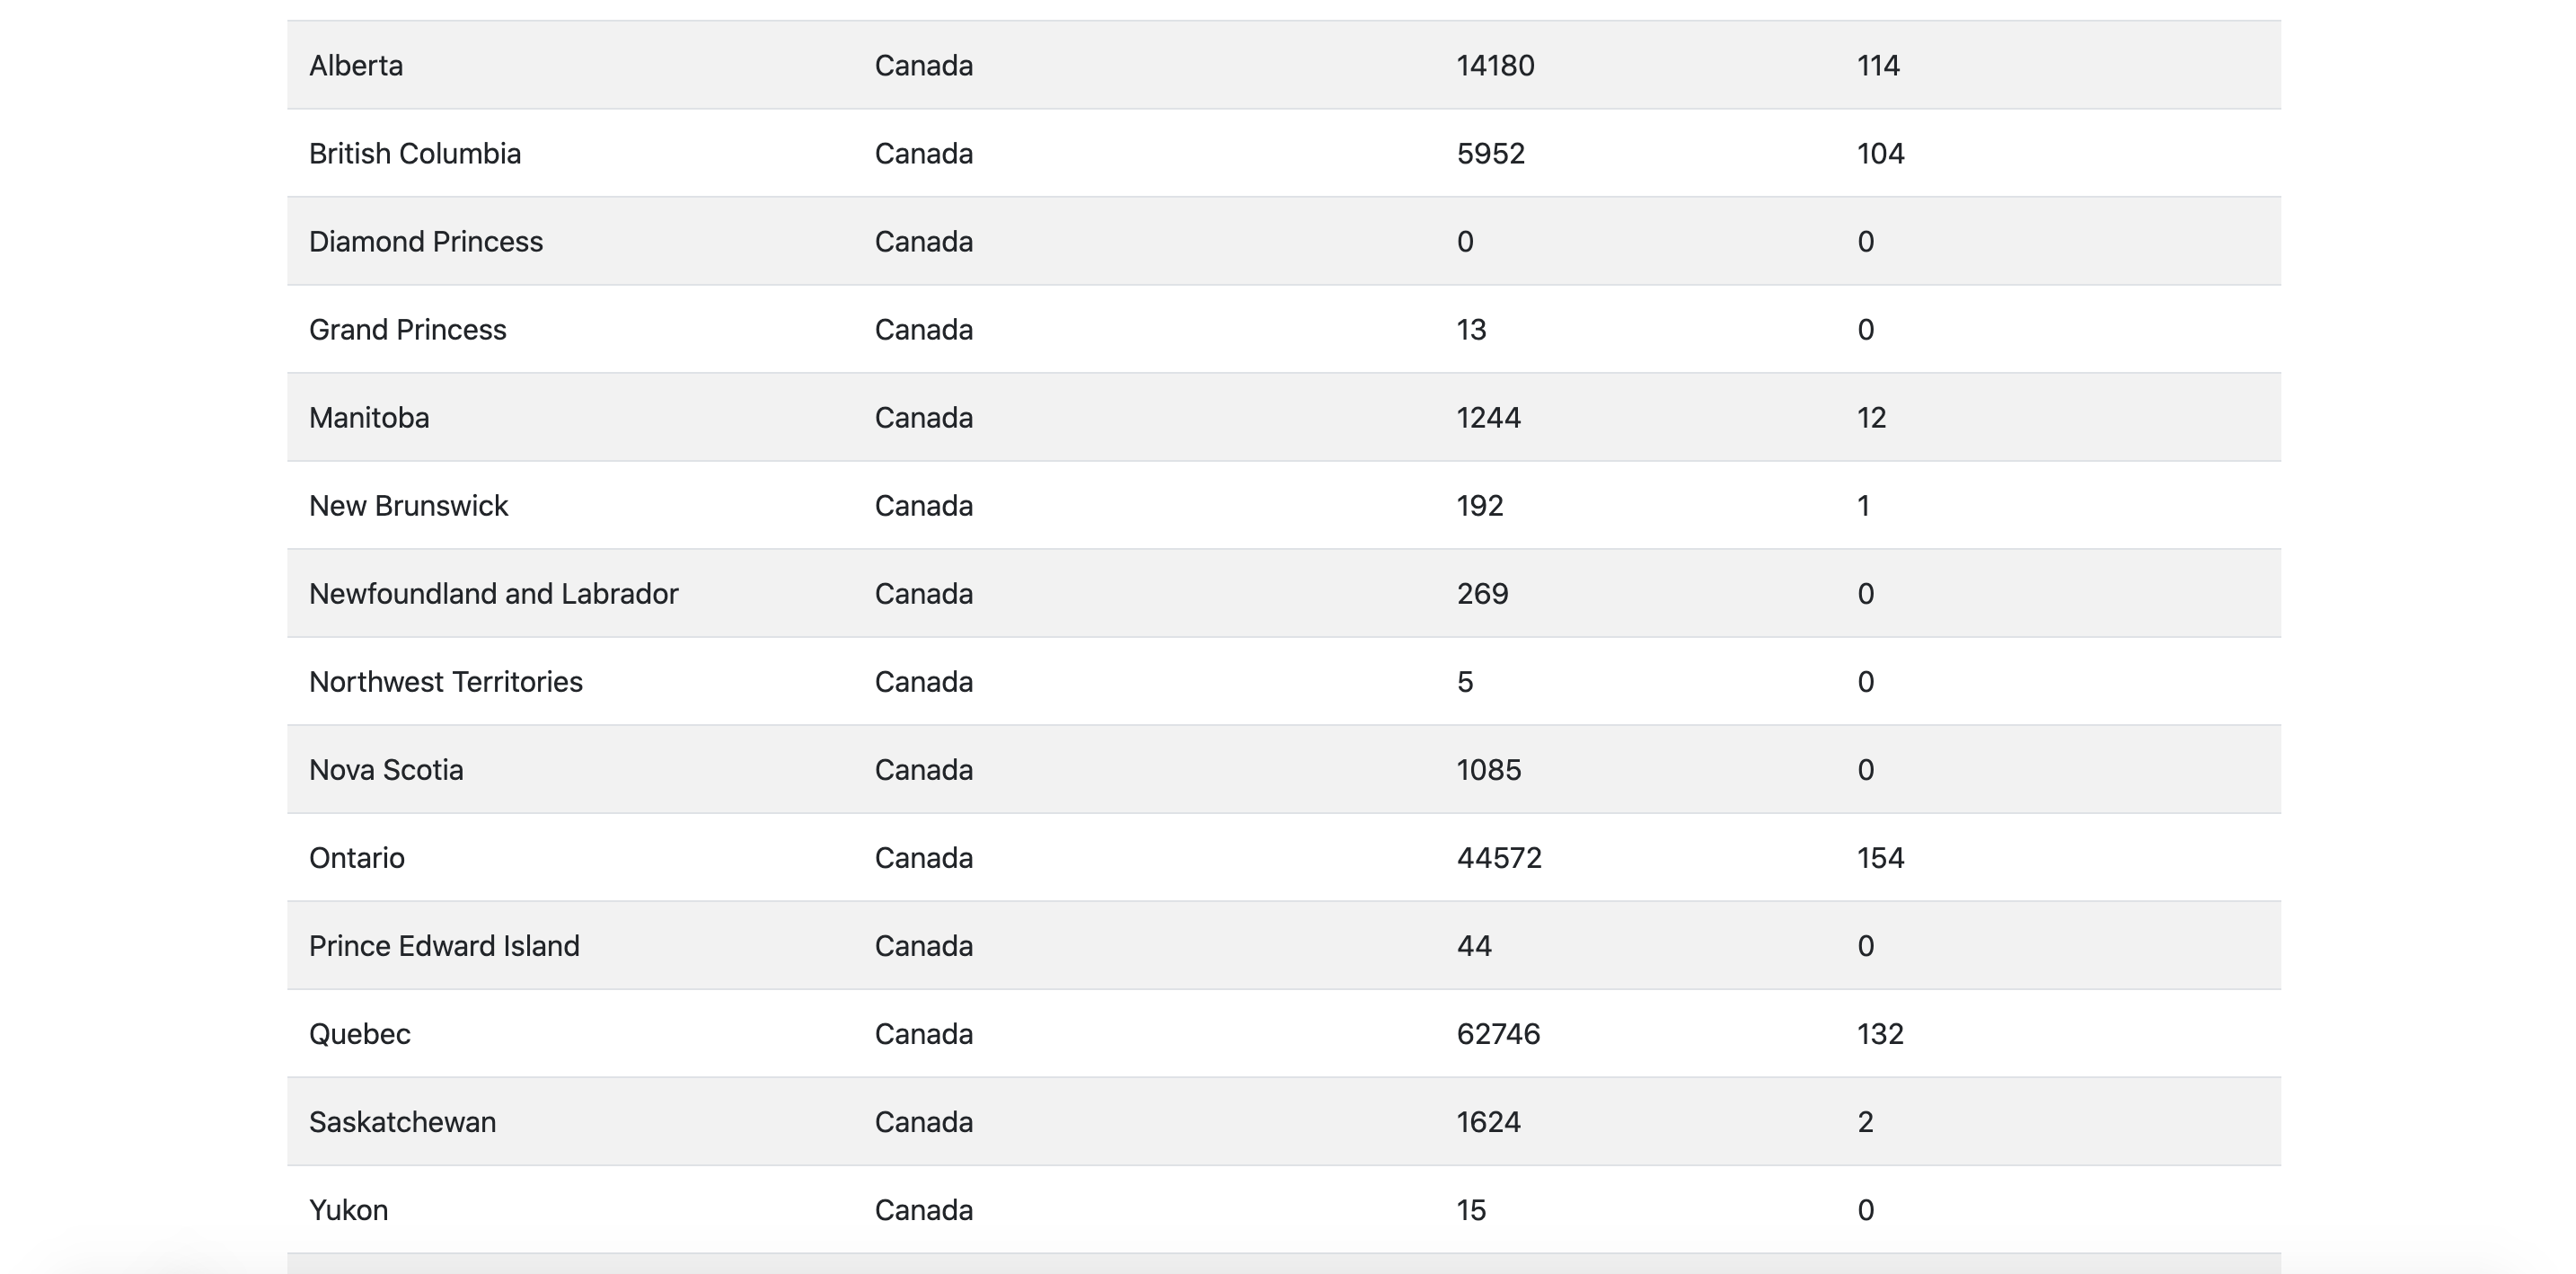 Alberta Canada 14180 114
British Columbia Canada 5952 104
Diamond Princess Canada 0 0
Grand Princess Canada 13 0
Manitoba Canada 1244 12
New Brunswick Canada 192 1
Newfoundland and Labrador Canada 269 0
Northwest Territories Canada 5 0
Nova Scotia Canada 1085 0
Ontario Canada 44572 154
Prince Edward Island Canada 44 0
Quebec Canada 62746 132
Saskatchewan Canada 1624 2
Yukon Canada 15 0